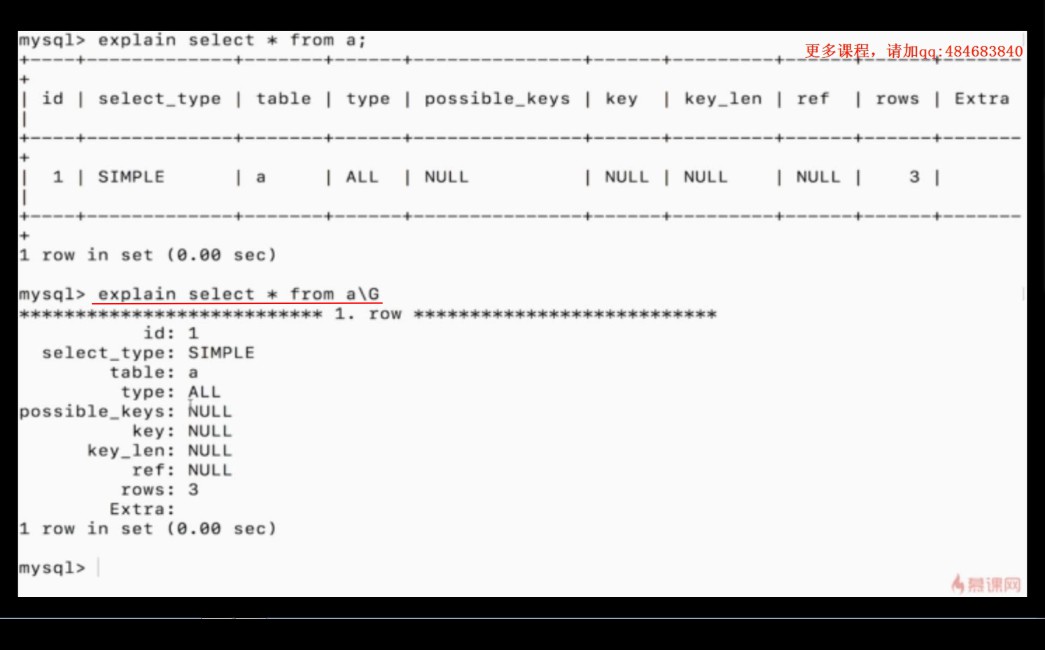 mysql> explain select * from a;
更多课程，请加qq:484683840
+----+-------------+-------+------+---------------+------+---------+------+------+-------
+
| id | select_type | table | type | possible_keys | key  | key_len | ref  | rows | Extra
|
+----+-------------+-------+------+---------------+------+---------+------+------+-------
+
|  1 | SIMPLE      | a     | ALL  | NULL          | NULL | NULL    | NULL |    3 |
|
+----+-------------+-------+------+---------------+------+---------+------+------+-------
+
1 row in set (0.00 sec)
mysql> explain select * from a\G
*************************** 1. row ***************************
id: 1
select_type: SIMPLE
table: a
type: ALL
possible_keys: NULL
key: NULL
key_len: NULL
ref: NULL
rows: 3
Extra:
1 row in set (0.00 sec)
mysql>
慕课网